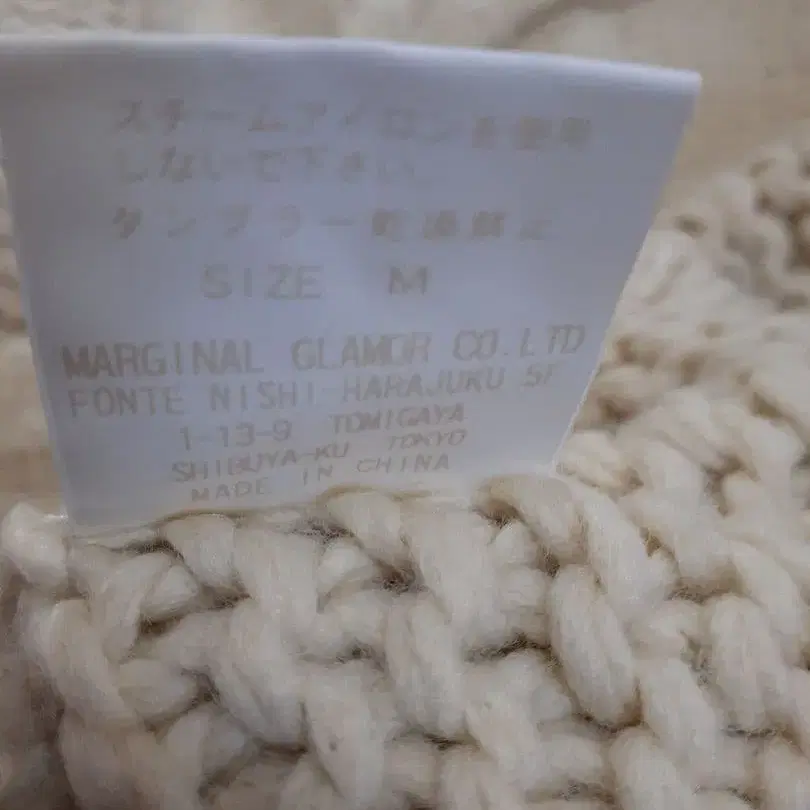 スチームアイロンを使用
しないで下さい。
タンブラー乾燥禁止
SIZE M
MARGINAL GLAMOR CO.LTD
PONTE NISHI-HARAJUKU 5F
1-13-9 TOMIGAYA
SHIBUYA-KU TOKYO
MADE IN CHINA